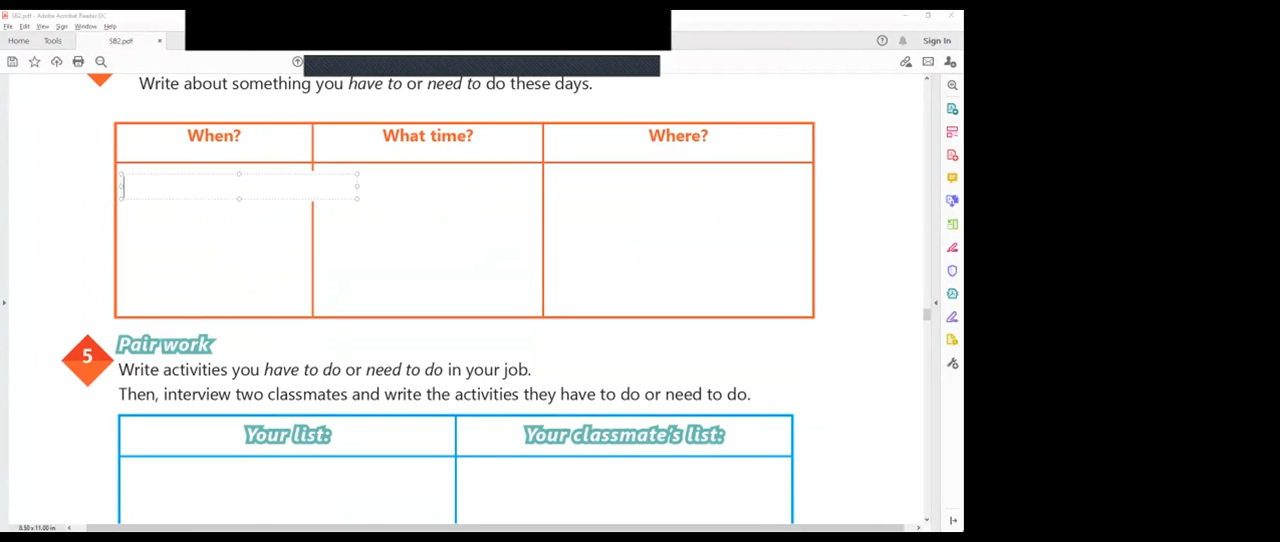 SB2.pdf - Adobe Acrobat Reader DC
File Edit View Sign Window Help
Home Tools SB2.pdf × Sign In
Write about something you have to or need to do these days.
When? What time? Where?
5 Pair work
Write activities you have to do or need to do in your job.
Then, interview two classmates and write the activities they have to do or need to do.
Your list: Your classmate's list:
8.50 x 11.00 in